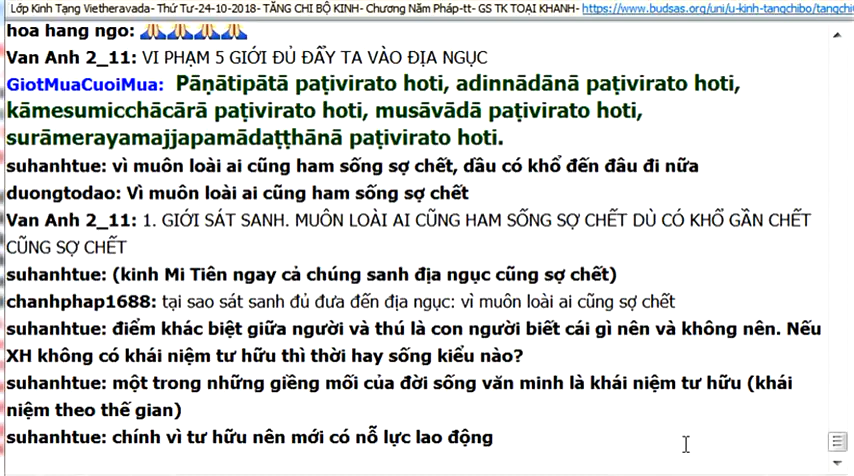 Lớp Kinh Tạng Vietheravada- Thứ Tư-24-10-2018- TĂNG CHI BỘ KINH- Chương Năm Pháp-tt- GS TK TOẠI KHANH- https://www.budsas.org/uni/u-kinh-tangchibo/tangchi
hoa hang ngo: 🙏🙏🙏🙏
Van Anh 2_11: VI PHẠM 5 GIỚI ĐỦ ĐẨY TA VÀO ĐỊA NGỤC
GiotMuaCuoiMua: Pāṇātipātā paṭivirato hoti, adinnādānā paṭivirato hoti,
kāmesumicchācārā paṭivirato hoti, musāvādā paṭivirato hoti,
surāmerayamajjapamādaṭṭhānā paṭivirato hoti.
suhanhtue: vì muôn loài ai cũng ham sống sợ chết, dầu có khổ đến đâu đi nữa
duongtodao: Vì muôn loài ai cũng ham sống sợ chết
Van Anh 2_11: 1. GIỚI SÁT SANH. MUÔN LOÀI AI CŨNG HAM SỐNG SỢ CHẾT DÙ CÓ KHỔ GẦN CHẾT
CŨNG SỢ CHẾT
suhanhtue: (kinh Mi Tiên ngay cả chúng sanh địa ngục cũng sợ chết)
chanhphap1688: tại sao sát sanh đủ đưa đến địa ngục: vì muôn loài ai cũng sợ chết
suhanhtue: điểm khác biệt giữa người và thú là con người biết cái gì nên và không nên. Nếu
XH không có khái niệm tư hữu thì thời hay sống kiểu nào?
suhanhtue: một trong những giềng mối của đời sống văn minh là khái niệm tư hữu (khái
niệm theo thế gian)
suhanhtue: chính vì tư hữu nên mới có nỗ lực lao động